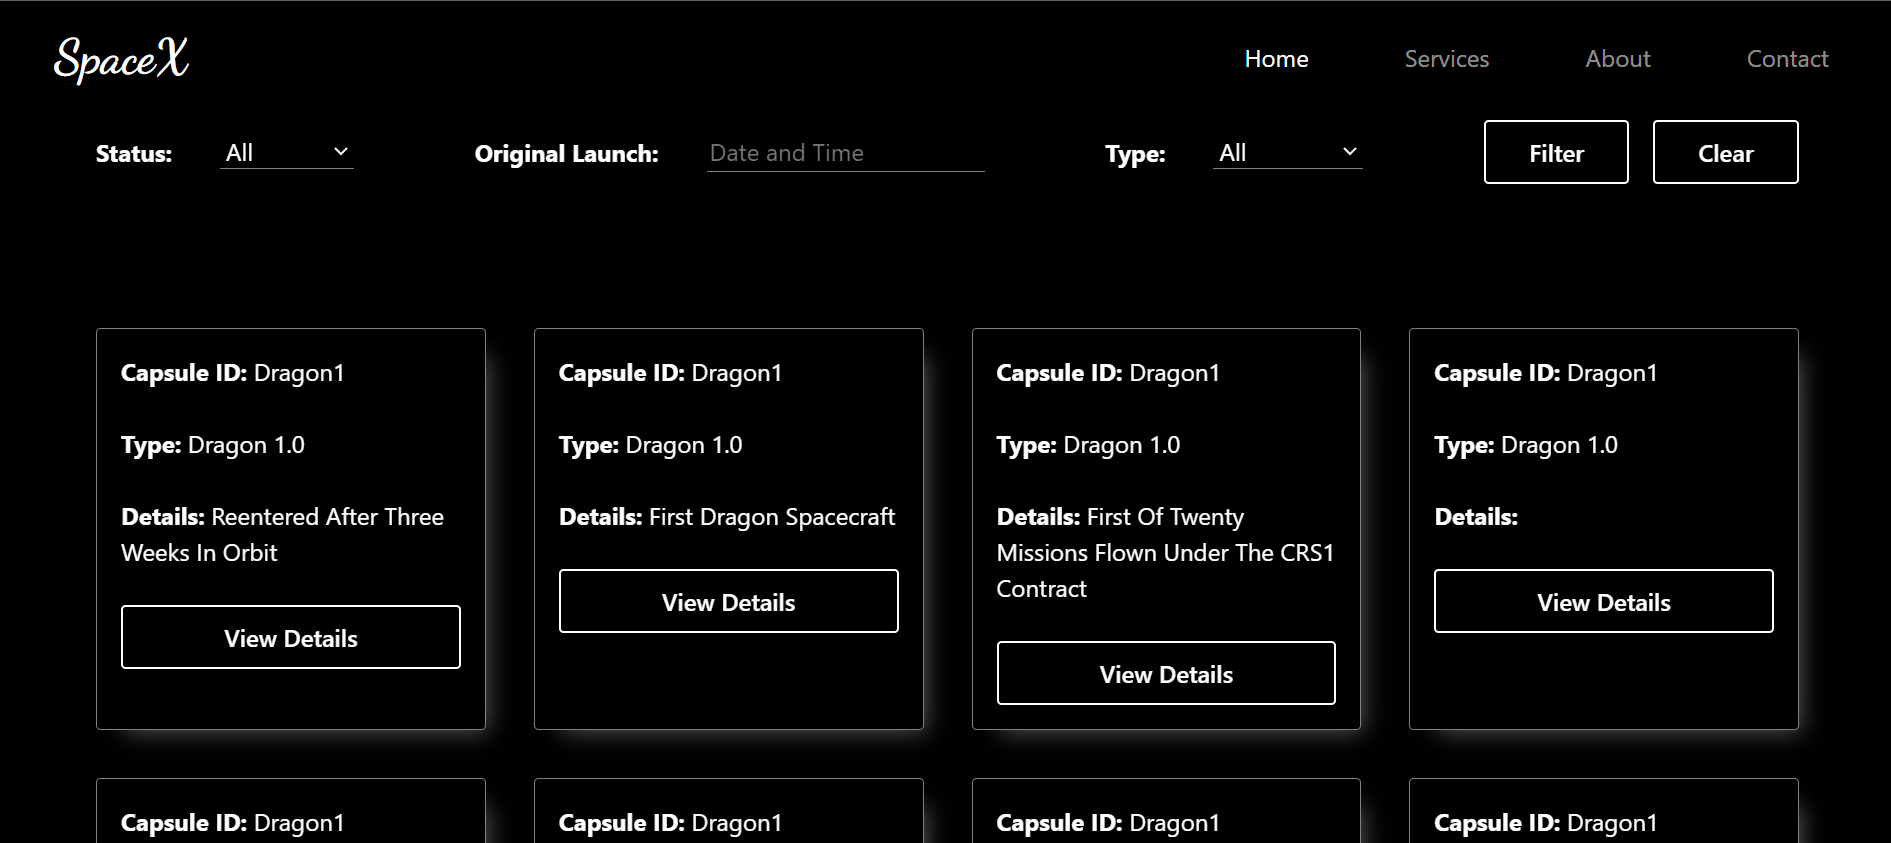 SpaceX
Home Services About Contact
Status: All Original Launch: Date and Time Type: All Filter Clear
Capsule ID: Dragon1
Type: Dragon 1.0
Details: Reentered After Three
Weeks In Orbit
View Details
Capsule ID: Dragon1
Type: Dragon 1.0
Details: First Dragon Spacecraft
View Details
Capsule ID: Dragon1
Type: Dragon 1.0
Details: First Of Twenty
Missions Flown Under The CRS1
Contract
View Details
Capsule ID: Dragon1
Type: Dragon 1.0
Details:
View Details
Capsule ID: Dragon1
Capsule ID: Dragon1
Capsule ID: Dragon1
Capsule ID: Dragon1